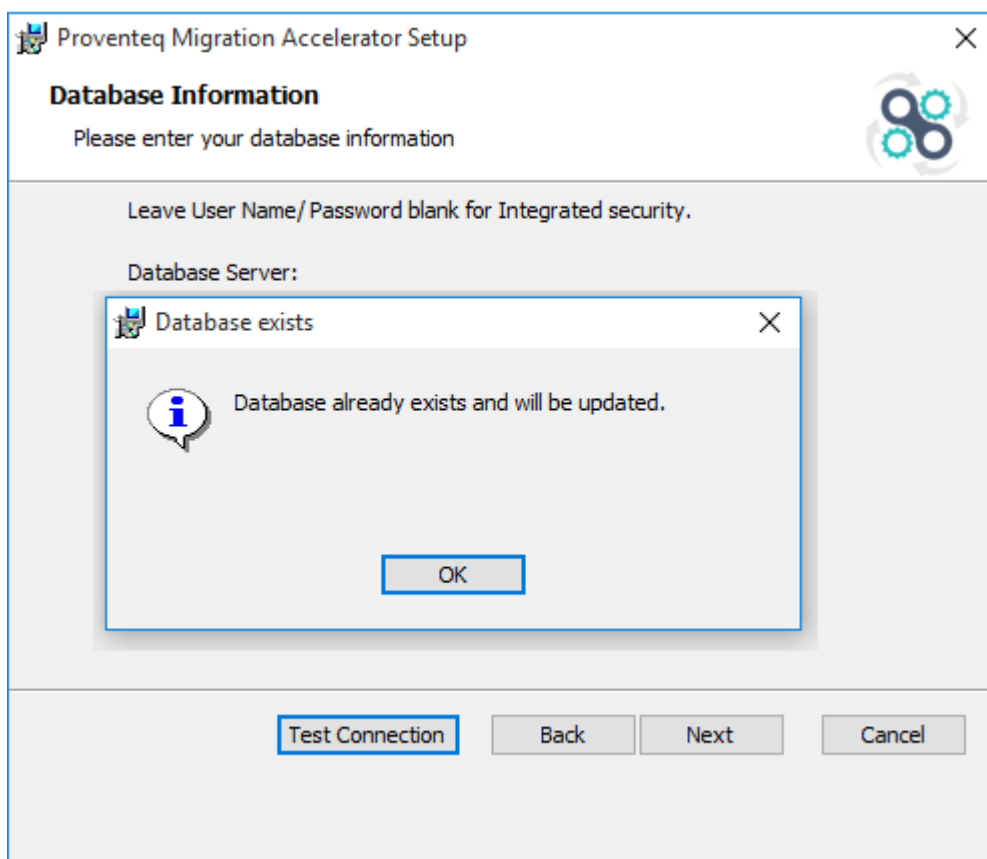 Proventeq Migration Accelerator Setup
Database Information
Please enter your database information
Leave User Name/ Password blank for Integrated security.
Database Server:
Database exists
Database already exists and will be updated.
OK
Test Connection
Back
Next
Cancel